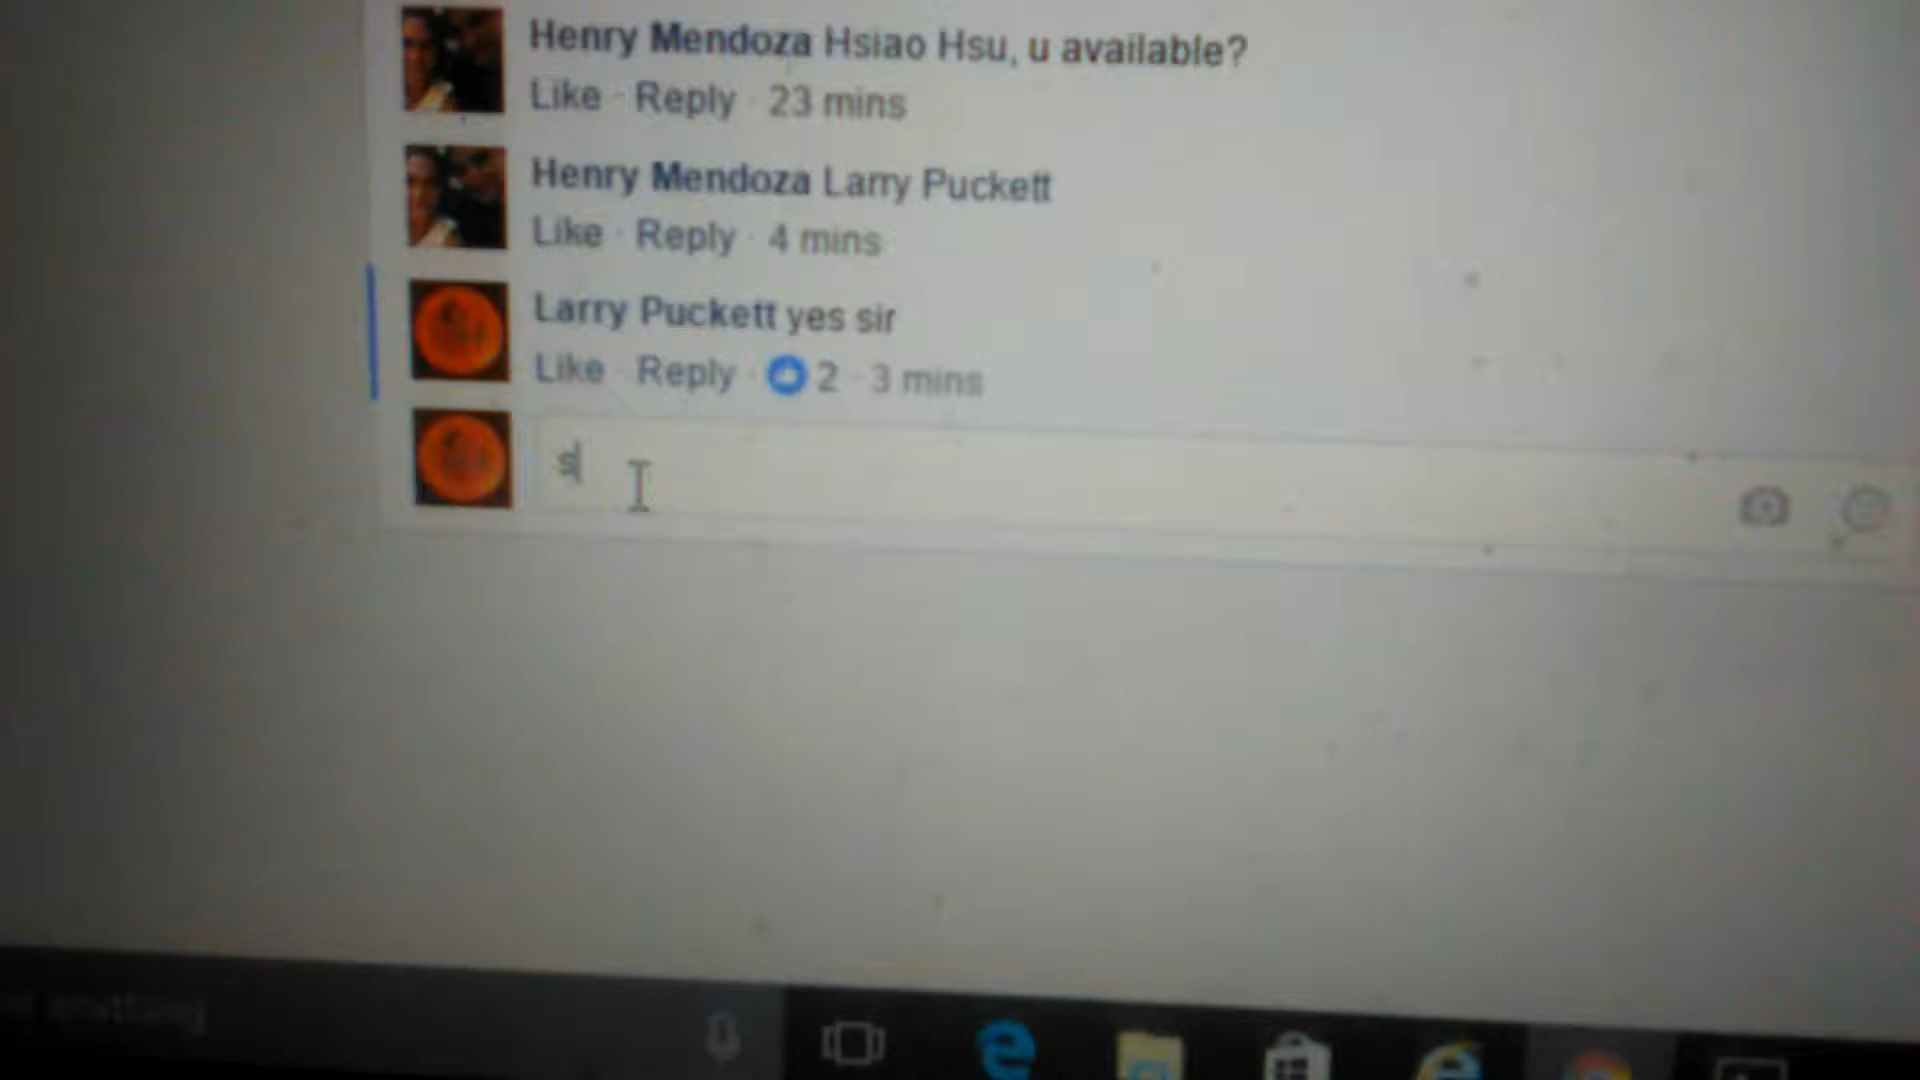 Henry Mendoza Hsiao Hsu, u available?
Like · Reply · 23 mins
Henry Mendoza Larry Puckett
Like · Reply · 4 mins
Larry Puckett yes sir
Like · Reply · 2 · 3 mins
s
anything